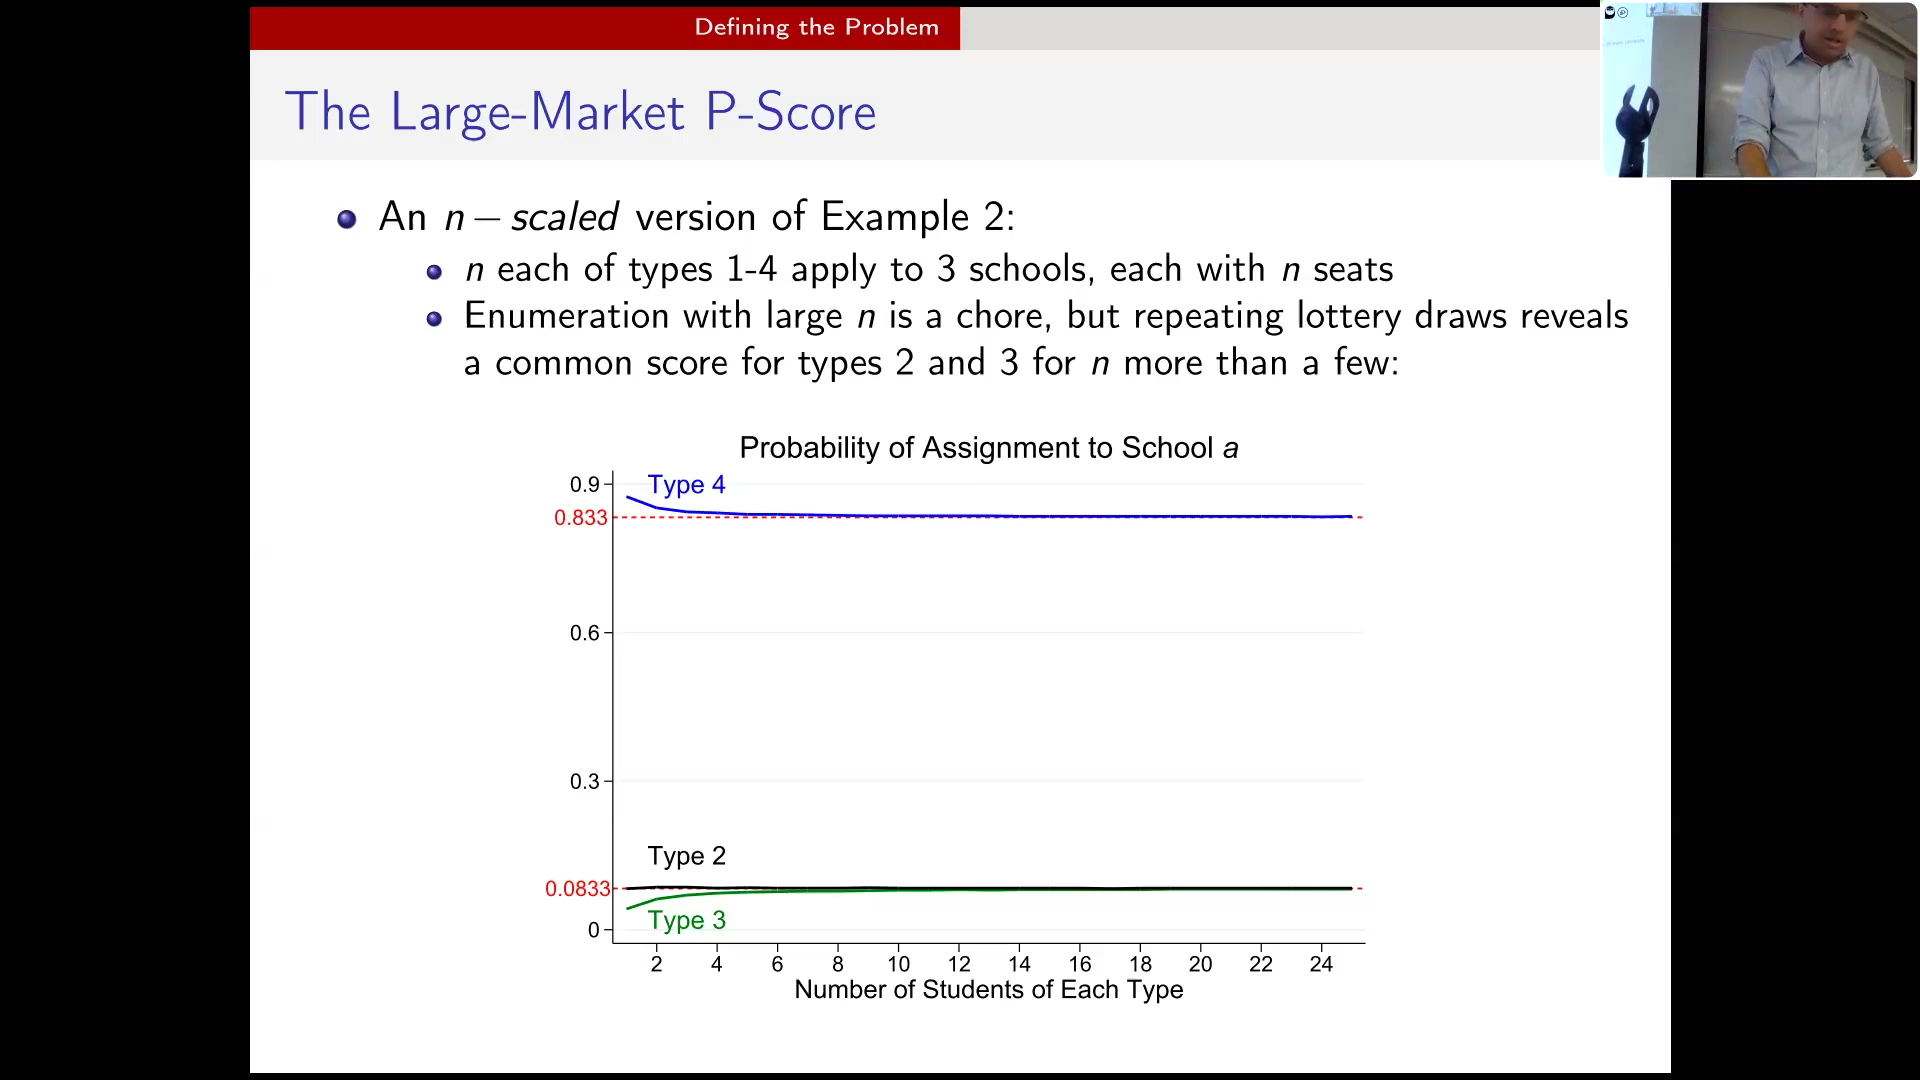 Defining the Problem
The Large-Market P-Score
An n – scaled version of Example 2:
n each of types 1-4 apply to 3 schools, each with n seats
Enumeration with large n is a chore, but repeating lottery draws reveals
a common score for types 2 and 3 for n more than a few:
Probability of Assignment to School a
0.9
Type 4
0.833
0.6
0.3
Type 2
0.0833
Type 3
0
2 4 6 8 10 12 14 16 18 20 22 24
Number of Students of Each Type